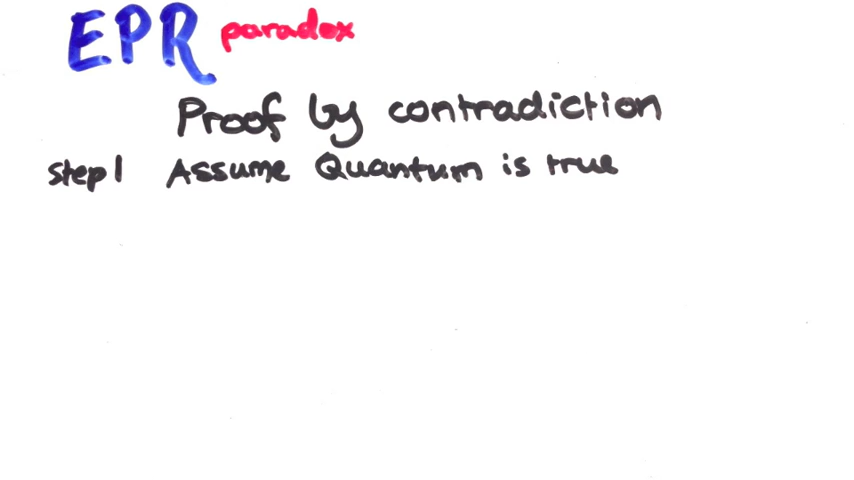 EPR paradox
Proof by contradiction
step 1 Assume Quantum is true